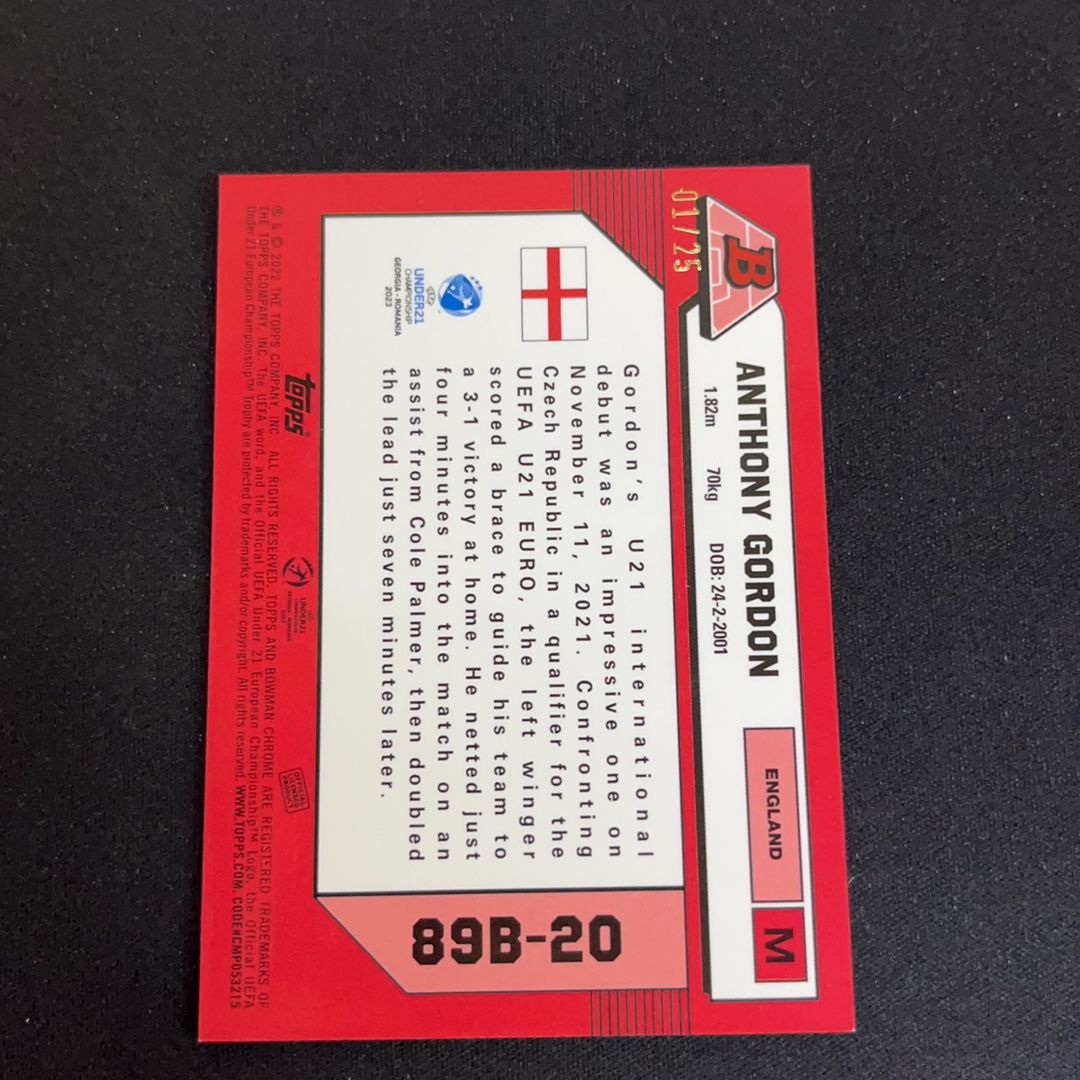 01/25
B
ANTHONY GORDON
ENGLAND
M
1.82m 70kg DOB: 24-2-2001
Gordon's U21 international
debut was an impressive one on
November 11, 2021. Confronting
Czech Republic in a qualifier for the
UEFA U21 EURO, the left winger
scored a brace to guide his team to
a 3-1 victory at home. He netted just
four minutes into the match on an
assist from Cole Palmer, then doubled
the lead just seven minutes later.
UNDER21
CHAMPIONSHIP
GEORGIA - ROMANIA
2023
89B-20
topps®
UNDER21
OFFICIAL
LICENSED
PRODUCT
® & © 2022 THE TOPPS COMPANY, INC. ALL RIGHTS RESERVED. TOPPS AND BOWMAN CHROME ARE REGISTERED TRADEMARKS OF
THE TOPPS COMPANY, INC. The UEFA word, and the Official UEFA Under 21 European Championship™ Logo, the Official UEFA
Under 21 European Championship™ Trophy are protected by trademarks and/or copyright. All rights reserved. WWW.TOPPS.COM. CODE#CMP053215